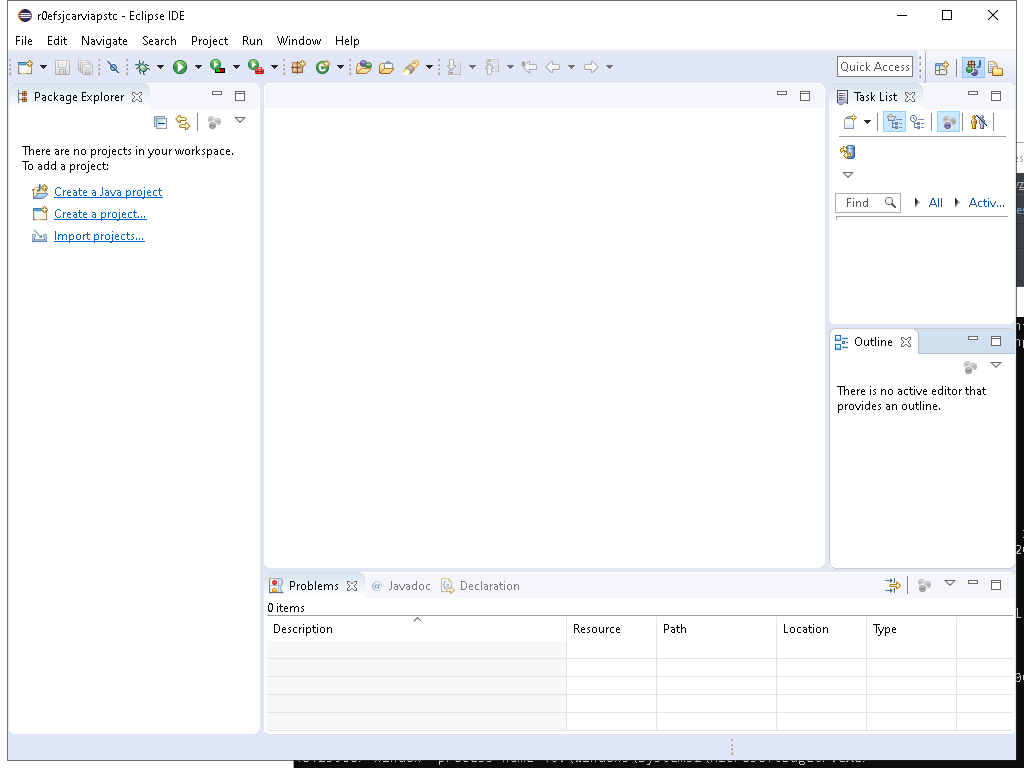 r0efsjcarviapstc - Eclipse IDE
File Edit Navigate Search Project Run Window Help
Quick Access
Package Explorer
There are no projects in your workspace.
To add a project:
Create a Java project
Create a project...
Import projects...
Task List
Find All Activ...
Outline
There is no active editor that
provides an outline.
Problems @ Javadoc Declaration
0 items
Description Resource Path Location Type